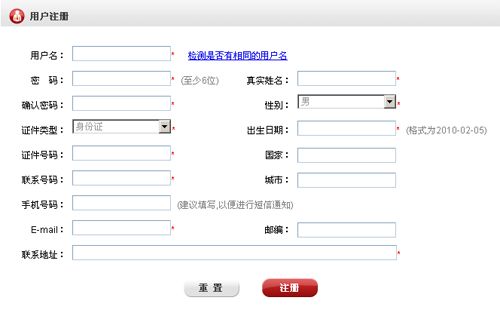 用户注册
用户名： * 检测是否有相同的用户名
密 码： * (至少6位) 真实姓名： *
确认密码： * 性别： 男 *
证件类型： 身份证 * 出生日期： * (格式为2010-02-05)
证件号码： * 国家：
联系号码： * 城市：
手机号码： (建议填写,以便进行短信通知)
E-mail： * 邮编：
联系地址： *
重 置 注册